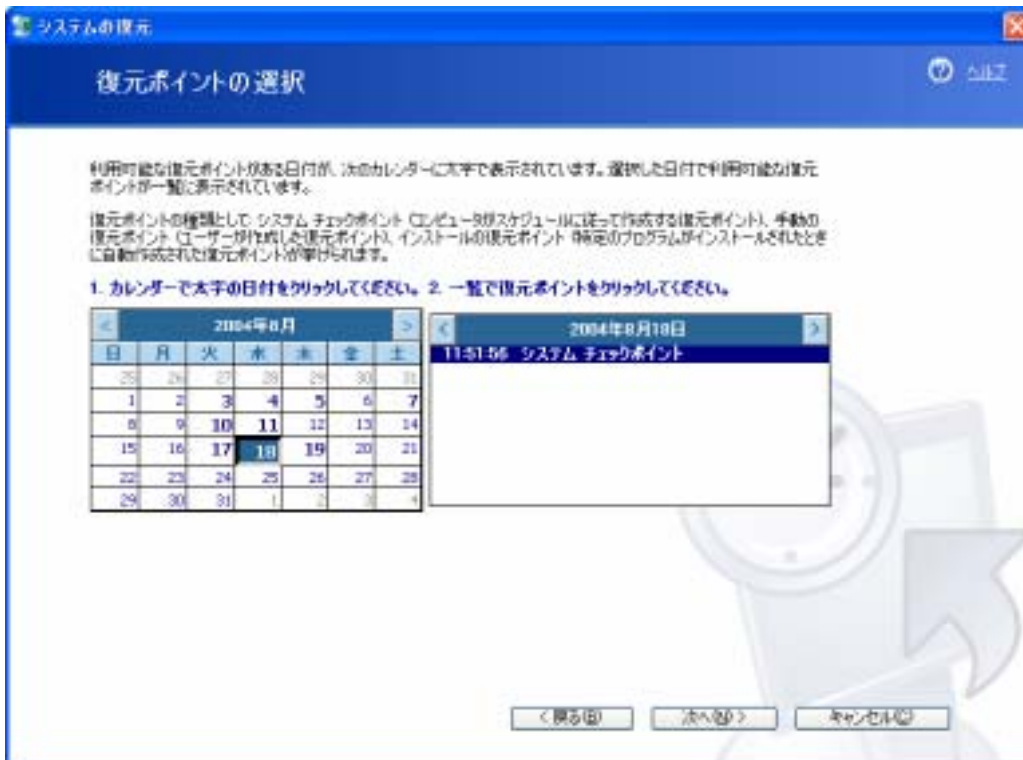 システムの復元
復元ポイントの選択
ヘルプ
利用可能な復元ポイントがある日付が、次のカレンダーに太字で表示されています。選択した日付で利用可能な復元
ポイントが一覧に表示されています。
復元ポイントの種類として、システム チェックポイント (コンピュータがスケジュールに従って作成する復元ポイント)、手動の
復元ポイント (ユーザーが作成した復元ポイント)、インストールの復元ポイント (特定のプログラムがインストールされたとき
に自動作成された復元ポイント)が挙げられます。
1. カレンダーで太字の日付をクリックしてください。 2. 一覧で復元ポイントをクリックしてください。
< 2004年8月 >
日 月 火 水 木 金 土
25 26 27 28 29 30 31
1 2 3 4 5 6 7
8 9 10 11 12 13 14
15 16 17 18 19 20 21
22 23 24 25 26 27 28
29 30 31 1 2 3 4
< 2004年8月18日 >
11:51:56 システム チェックポイント
< 戻る(B) 次へ(N) > キャンセル(C)